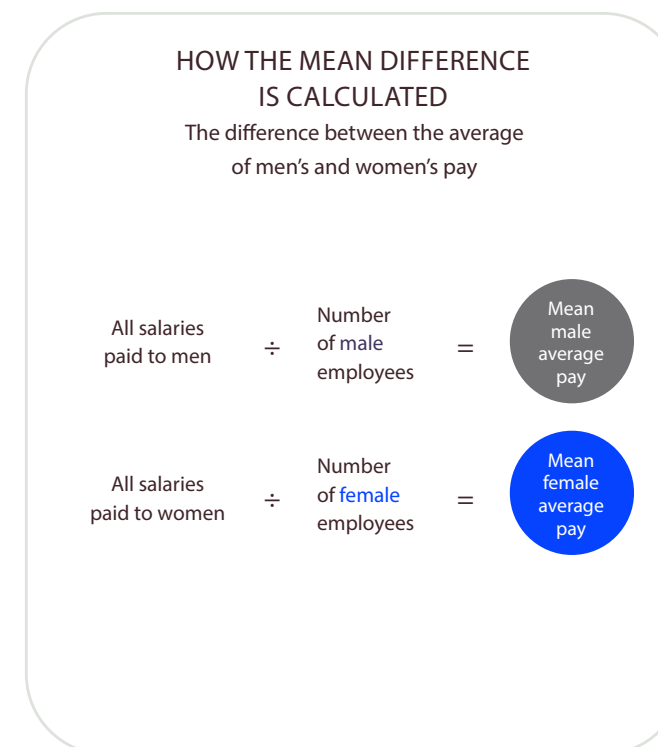 HOW THE MEAN DIFFERENCE
IS CALCULATED
The difference between the average
of men’s and women’s pay
All salaries
paid to men
÷
Number
of male
employees
=
Mean
male
average
pay
All salaries
paid to women
÷
Number
of female
employees
=
Mean
female
average
pay